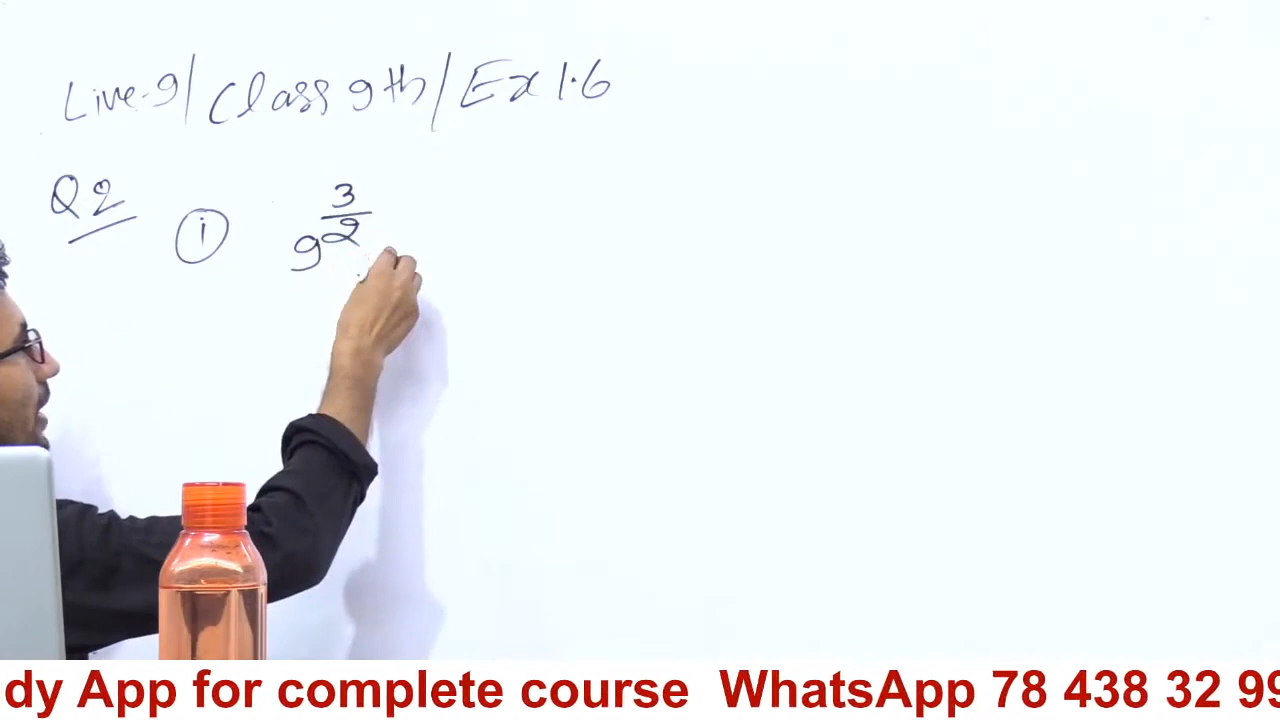 Live-9/Class 9th/Ex 1.6
Q2 (i) 9^(3/2)
dy App for complete course WhatsApp 78 438 32 99